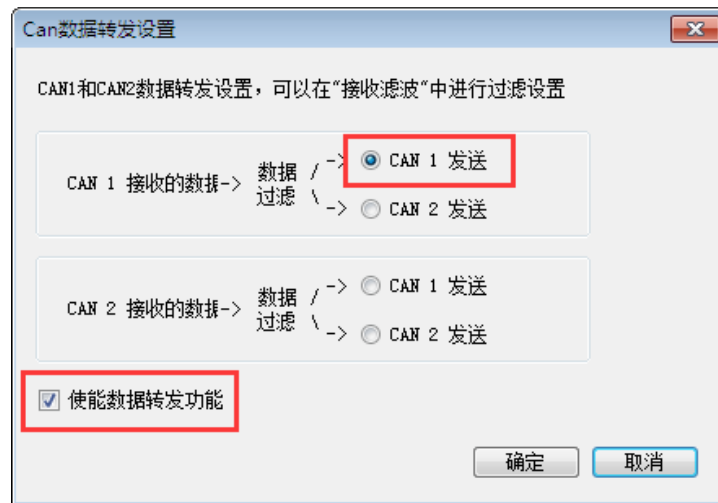 Can数据转发设置
CAN1和CAN2数据转发设置，可以在"接收滤波"中进行过滤设置
CAN 1 接收的数据-> 数据过滤 / -> CAN 1 发送
\ -> CAN 2 发送
CAN 2 接收的数据-> 数据过滤 / -> CAN 1 发送
\ -> CAN 2 发送
使能数据转发功能
确定 取消